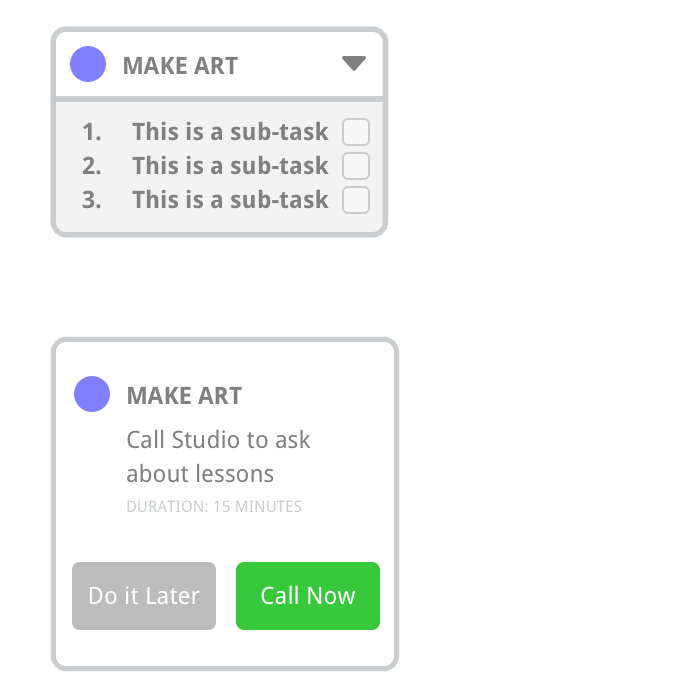 MAKE ART
1. This is a sub-task
2. This is a sub-task
3. This is a sub-task
MAKE ART
Call Studio to ask
about lessons
DURATION: 15 MINUTES
Do it Later Call Now